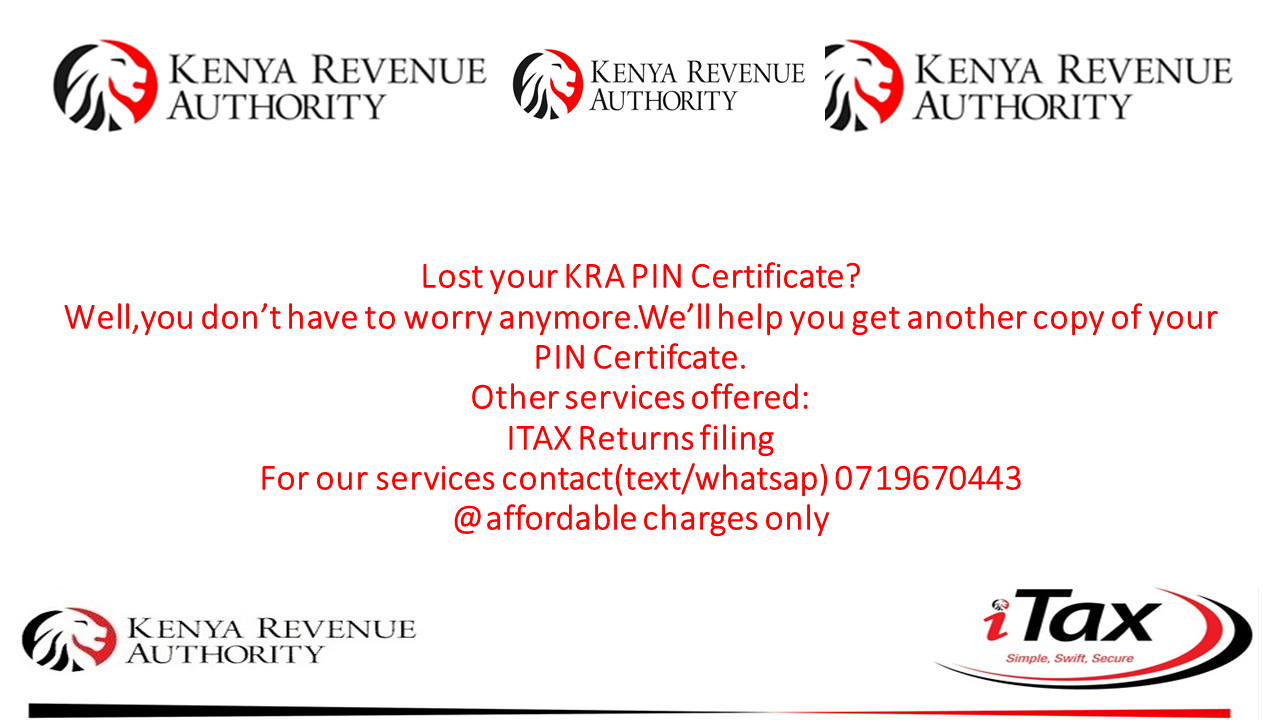 KENYA REVENUE AUTHORITY
KENYA REVENUE AUTHORITY
KENYA REVENUE AUTHORITY
Lost your KRA PIN Certificate?
Well,you don’t have to worry anymore.We’ll help you get another copy of your
PIN Certifcate.
Other services offered:
ITAX Returns filing
For our services contact(text/whatsap) 0719670443
@affordable charges only
KENYA REVENUE AUTHORITY
iTax
Simple, Swift, Secure